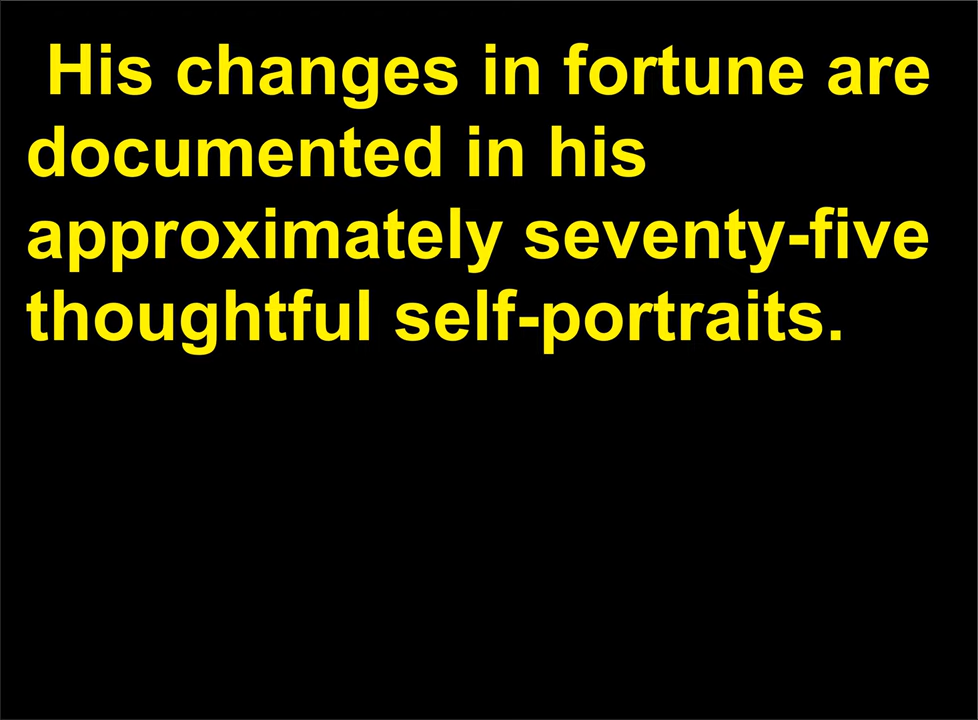 His changes in fortune are
documented in his
approximately seventy-five
thoughtful self-portraits.